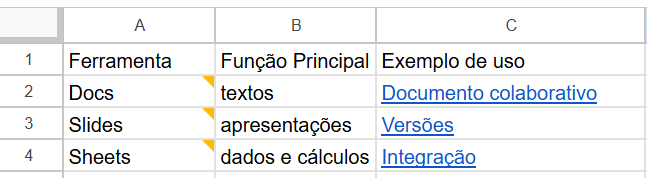 A B C
1 Ferramenta Função Principal Exemplo de uso
2 Docs textos Documento colaborativo
3 Slides apresentações Versões
4 Sheets dados e cálculos Integração